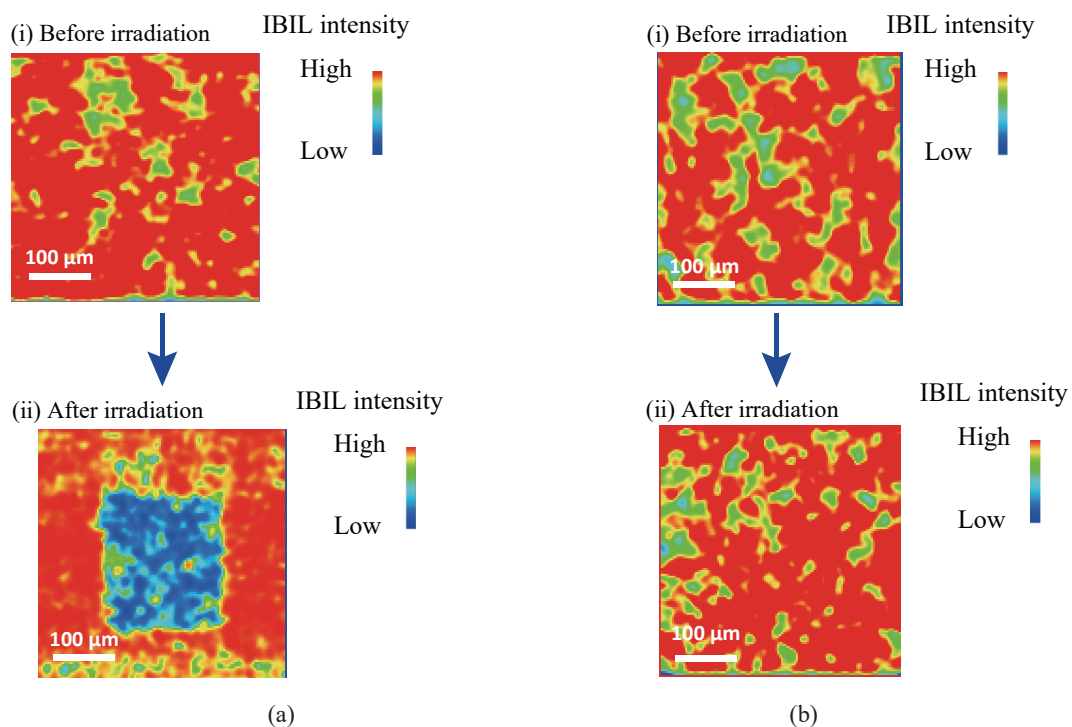 (i) Before irradiation
IBIL intensity
High
Low
100 μm
(ii) After irradiation
IBIL intensity
High
Low
100 μm
(a)
(i) Before irradiation
IBIL intensity
High
Low
100 μm
(ii) After irradiation
IBIL intensity
High
Low
100 μm
(b)